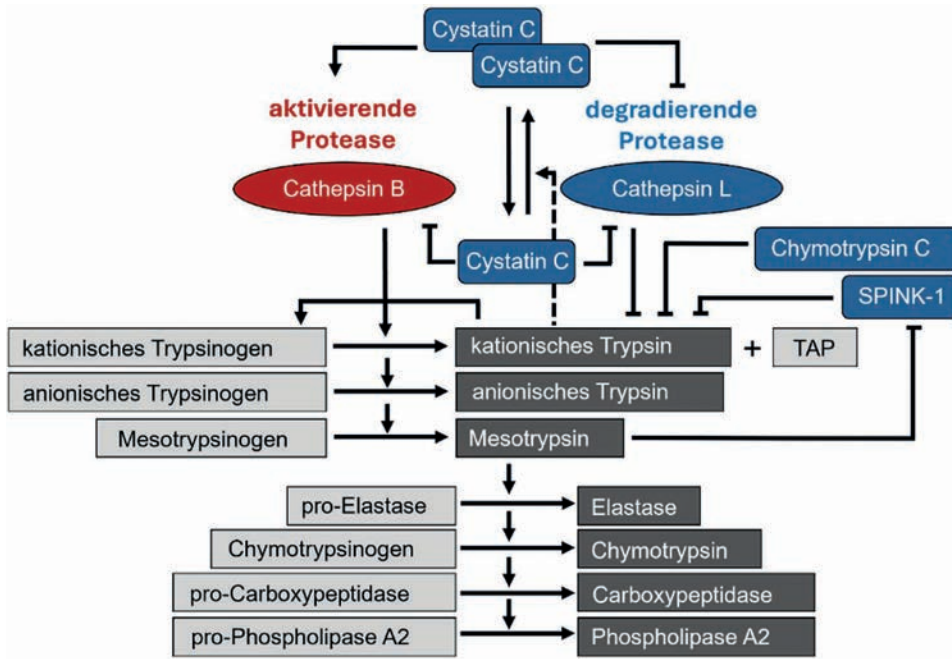 Cystatin C
Cystatin C
aktivierende
Protease
degradierende
Protease
Cathepsin B
Cathepsin L
Cystatin C
Chymotrypsin C
SPINK-1
kationisches Trypsinogen
kationisches Trypsin
+
TAP
anionisches Trypsinogen
anionisches Trypsin
Mesotrypsinogen
Mesotrypsin
pro-Elastase
Elastase
Chymotrypsinogen
Chymotrypsin
pro-Carboxypeptidase
Carboxypeptidase
pro-Phospholipase A2
Phospholipase A2